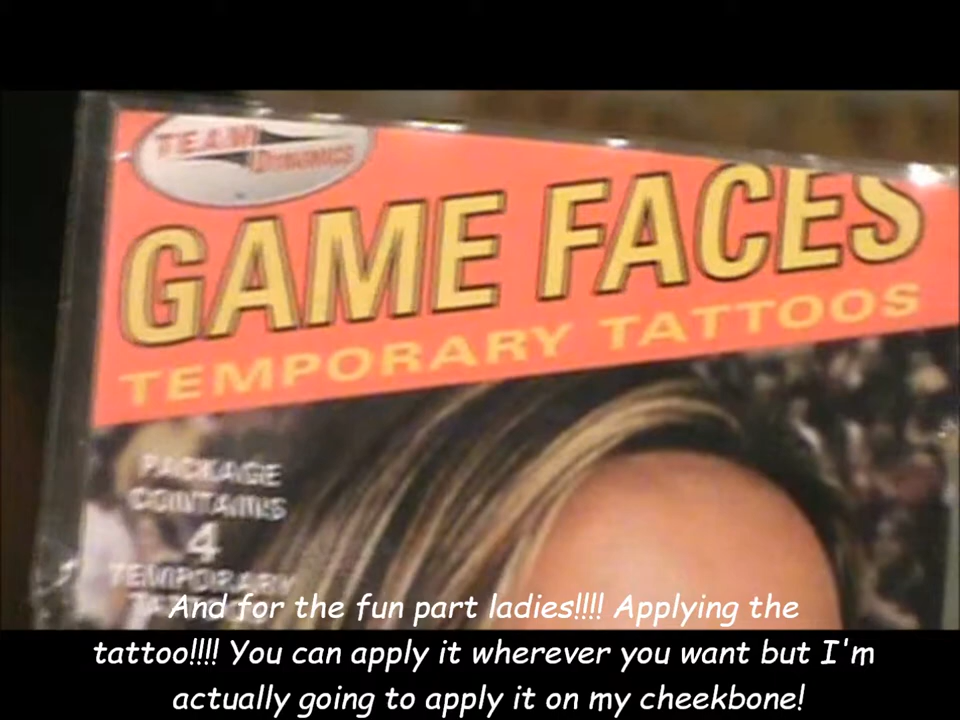 TEAM
DYNAMICS
GAME FACES
TEMPORARY TATTOOS
PACKAGE
CONTAINS
4
TEMPORARY
And for the fun part ladies!!!! Applying the
tattoo!!!! You can apply it wherever you want but I'm
actually going to apply it on my cheekbone!